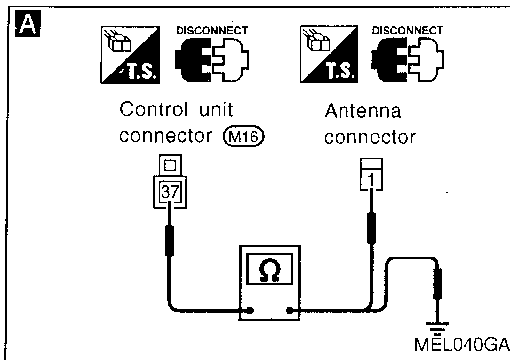 A
DISCONNECT
T.S.
DISCONNECT
T.S.
Control unit
connector M16
Antenna
connector
37
1
Ω
MEL040GA